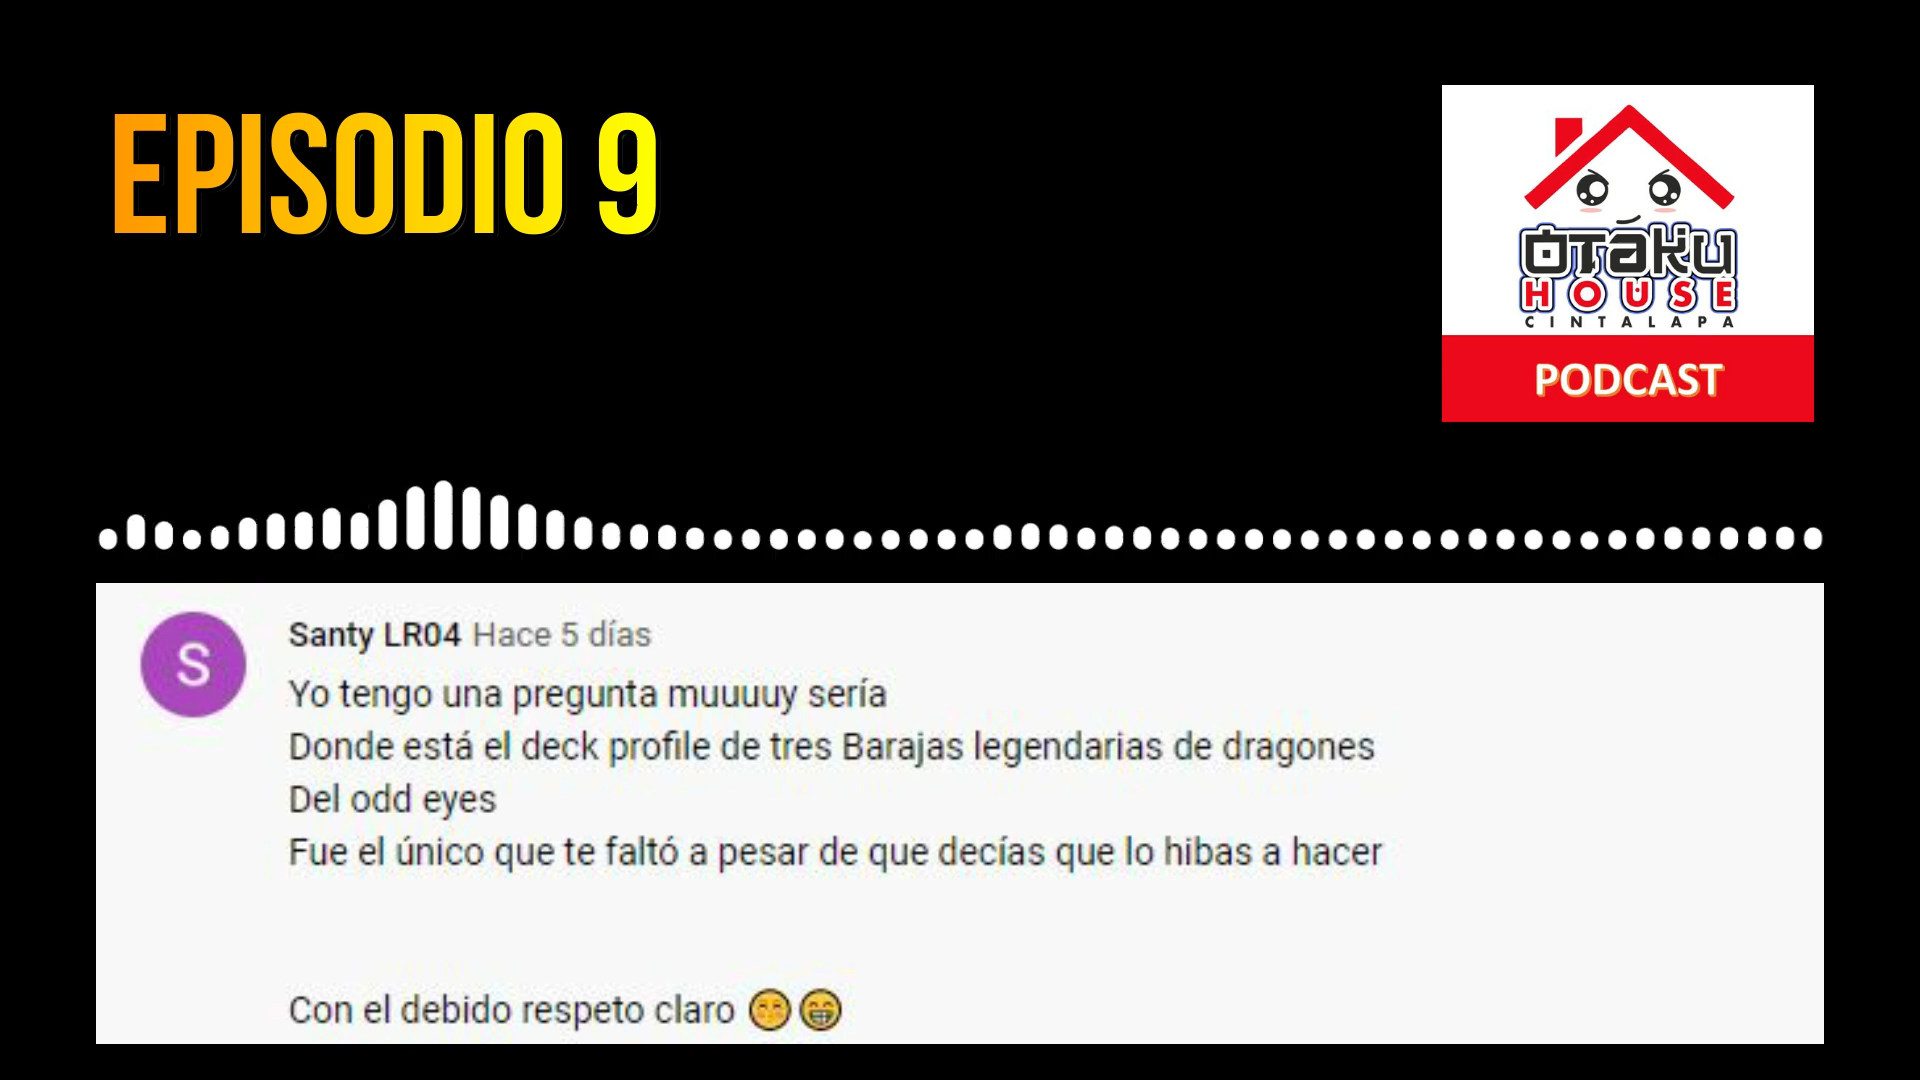 EPISODIO 9
OTAKU
HOUSE
CINTALAPA
PODCAST
S
Santy LR04 Hace 5 días
Yo tengo una pregunta muuuuy sería
Donde está el deck profile de tres Barajas legendarias de dragones
Del odd eyes
Fue el único que te faltó a pesar de que decías que lo hibas a hacer
Con el debido respeto claro 😙😁